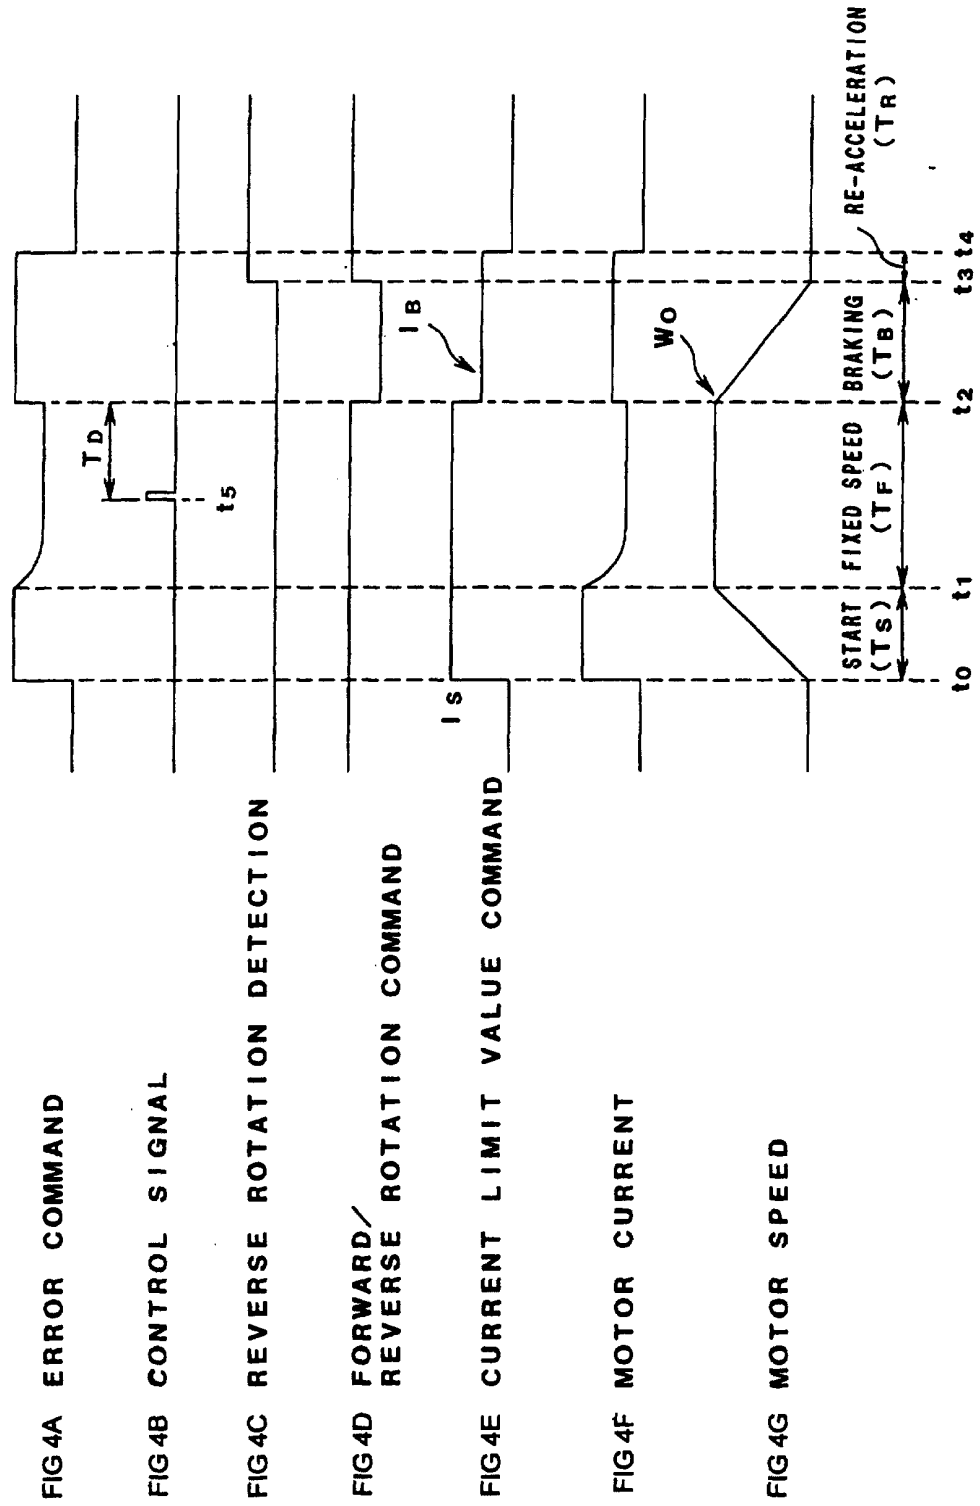 FIG 4A ERROR COMMAND
TD
t5
FIG 4B CONTROL SIGNAL
FIG 4C REVERSE ROTATION DETECTION
FIG 4D FORWARD/
REVERSE ROTATION COMMAND
IB
IS
FIG 4E CURRENT LIMIT VALUE COMMAND
FIG 4F MOTOR CURRENT
WO
FIG 4G MOTOR SPEED
START
(TS)
FIXED SPEED
(TF)
BRAKING
(TB)
RE-ACCELERATION
(TR)
t0 t1 t2 t3 t4